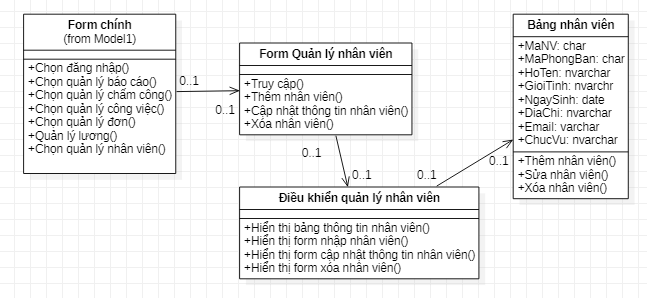 Form chính
(from Model1)
+Chọn đăng nhập()
+Chọn quản lý báo cáo()
+Chọn quản lý chấm công()
+Chọn quản lý công việc()
+Chọn quản lý đơn()
+Quản lý lương()
+Chọn quản lý nhân viên()
0..1
0..1
Form Quản lý nhân viên
+Truy cập()
+Thêm nhân viên()
+Cập nhật thông tin nhân viên()
+Xóa nhân viên()
0..1
0..1
Điều khiển quản lý nhân viên
+Hiển thị bảng thông tin nhân viên()
+Hiển thị form nhập nhân viên()
+Hiển thị form cập nhật thông tin nhân viên()
+Hiển thị form xóa nhân viên()
0..1
0..1
Bảng nhân viên
+MaNV: char
+MaPhongBan: char
+HoTen: nvarchar
+GioiTinh: nvarchr
+NgaySinh: date
+DiaChi: nvarchar
+Email: varchar
+ChucVu: nvarchar
+Thêm nhân viên()
+Sửa nhân viên()
+Xóa nhân viên()